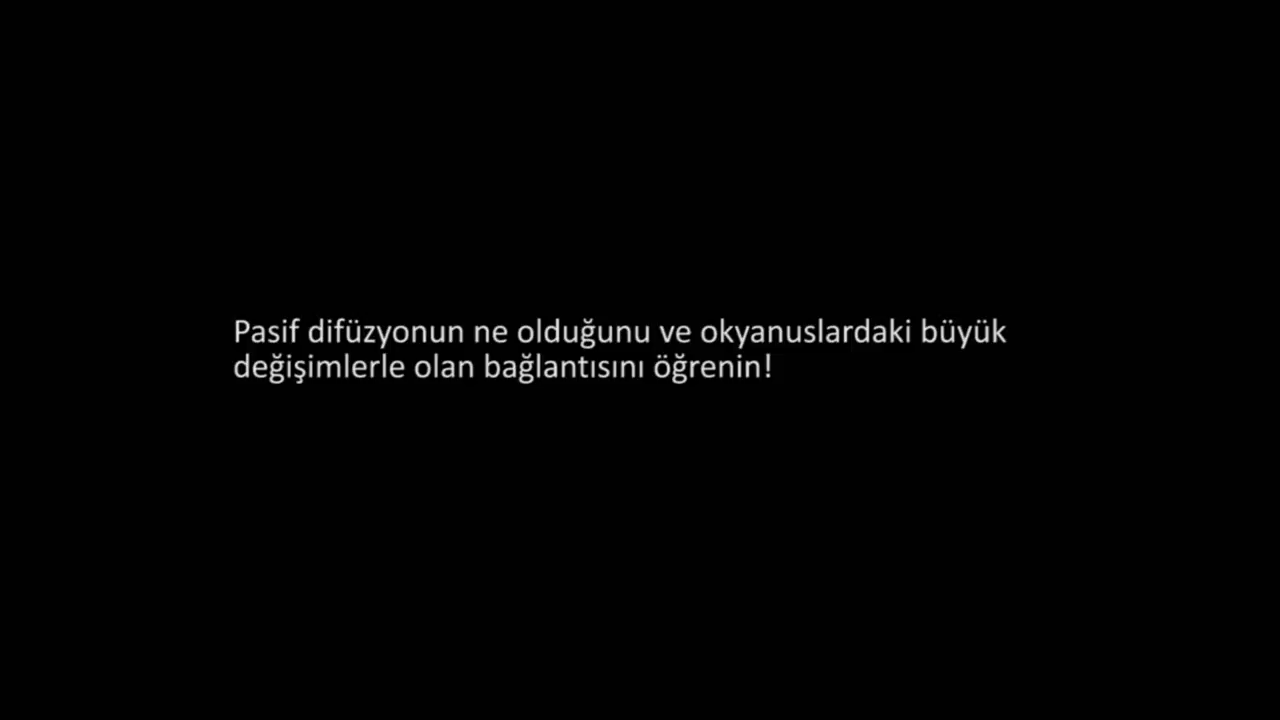 Pasif difüzyonun ne olduğunu ve okyanuslardaki büyük
değişimlerle olan bağlantısını öğrenin!